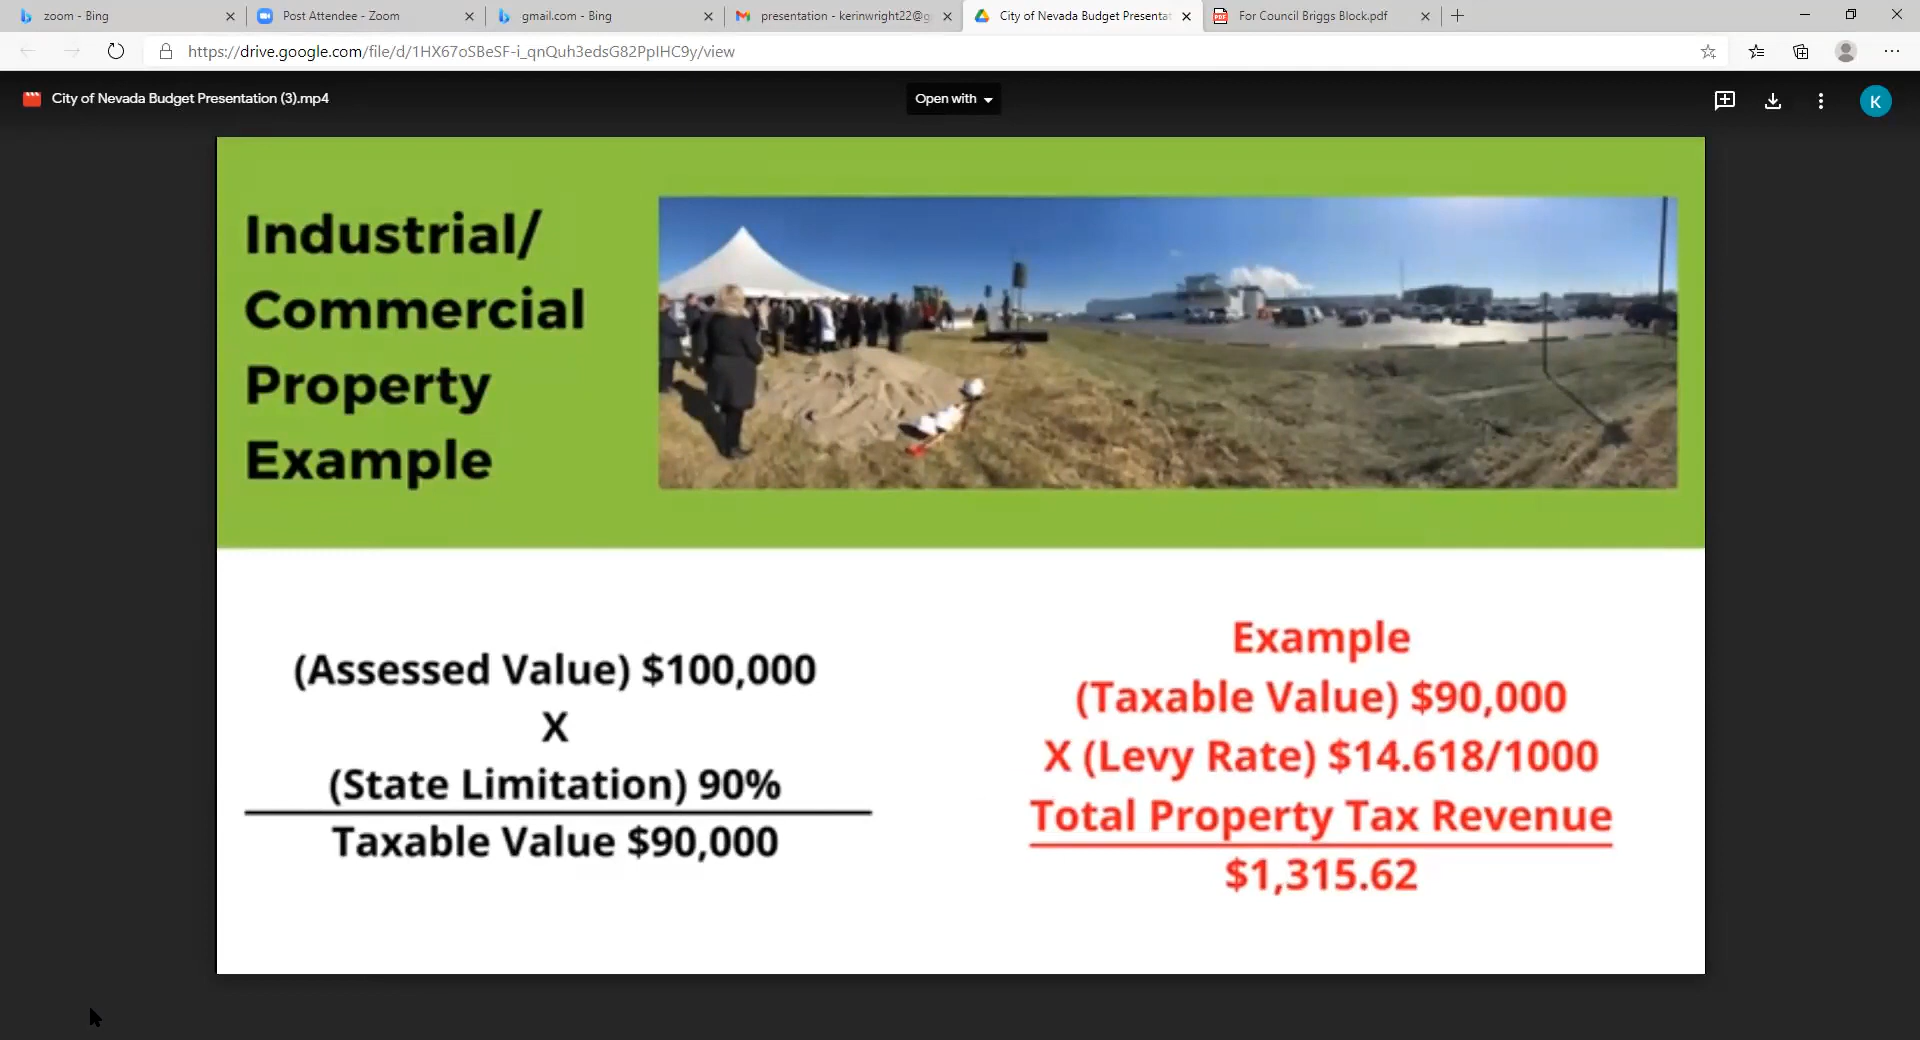 zoom - Bing
Post Attendee - Zoom
gmail.com - Bing
presentation - kerinwright22@g
City of Nevada Budget Presentat
For Council Briggs Block.pdf
https://drive.google.com/file/d/1HX67oSBeSF-i_qnQuh3edsG82PpIHC9y/view
City of Nevada Budget Presentation (3).mp4
Open with
K
Industrial/
Commercial
Property
Example
(Assessed Value) $100,000
X
(State Limitation) 90%
Taxable Value $90,000
Example
(Taxable Value) $90,000
X (Levy Rate) $14.618/1000
Total Property Tax Revenue
$1,315.62